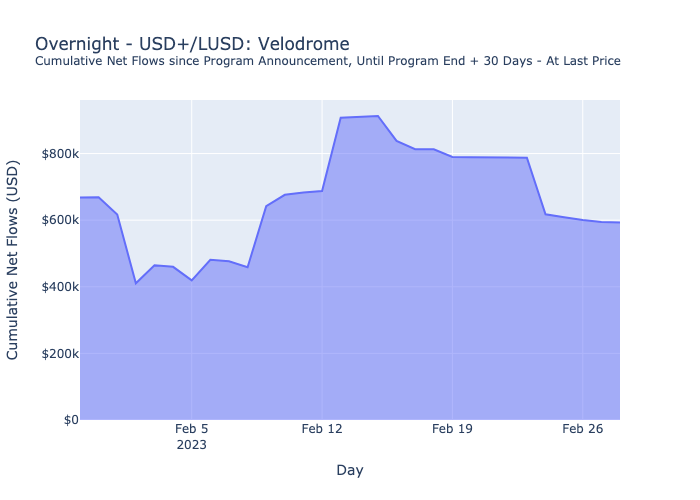 Overnight - USD+/LUSD: Velodrome
Cumulative Net Flows since Program Announcement, Until Program End + 30 Days - At Last Price
Cumulative Net Flows (USD)
$800k
$600k
$400k
$200k
$0
Feb 5
2023
Feb 12
Feb 19
Feb 26
Day